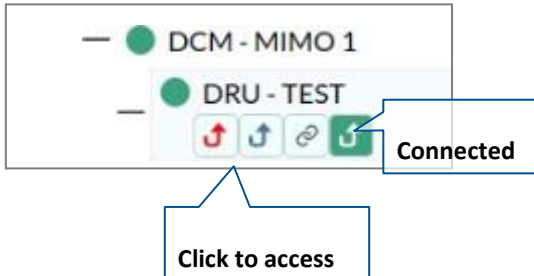 DCM - MIMO 1
DRU - TEST
Connected
Click to access